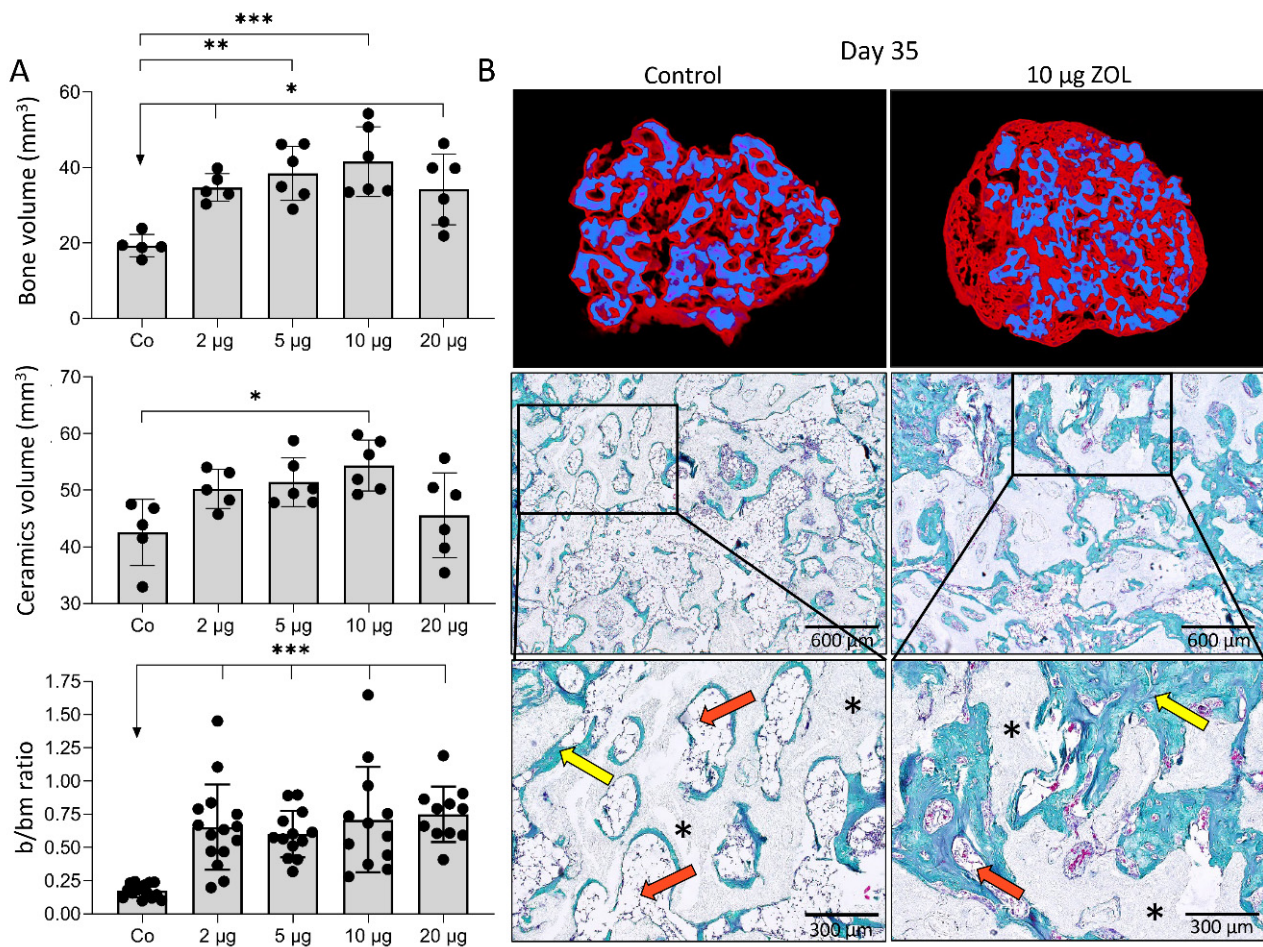 A
***
**
*
Bone volume (mm³)
60
40
20
0
Co 2 µg 5 µg 10 µg 20 µg
*
Ceramics volume (mm³)
70
60
50
40
30
Co 2 µg 5 µg 10 µg 20 µg
***
b/bm ratio
1.75
1.50
1.25
1.00
0.75
0.50
0.25
0.00
Co 2 µg 5 µg 10 µg 20 µg
B
Day 35
Control 10 µg ZOL
600 µm 600 µm
* *
* *
300 µm 300 µm